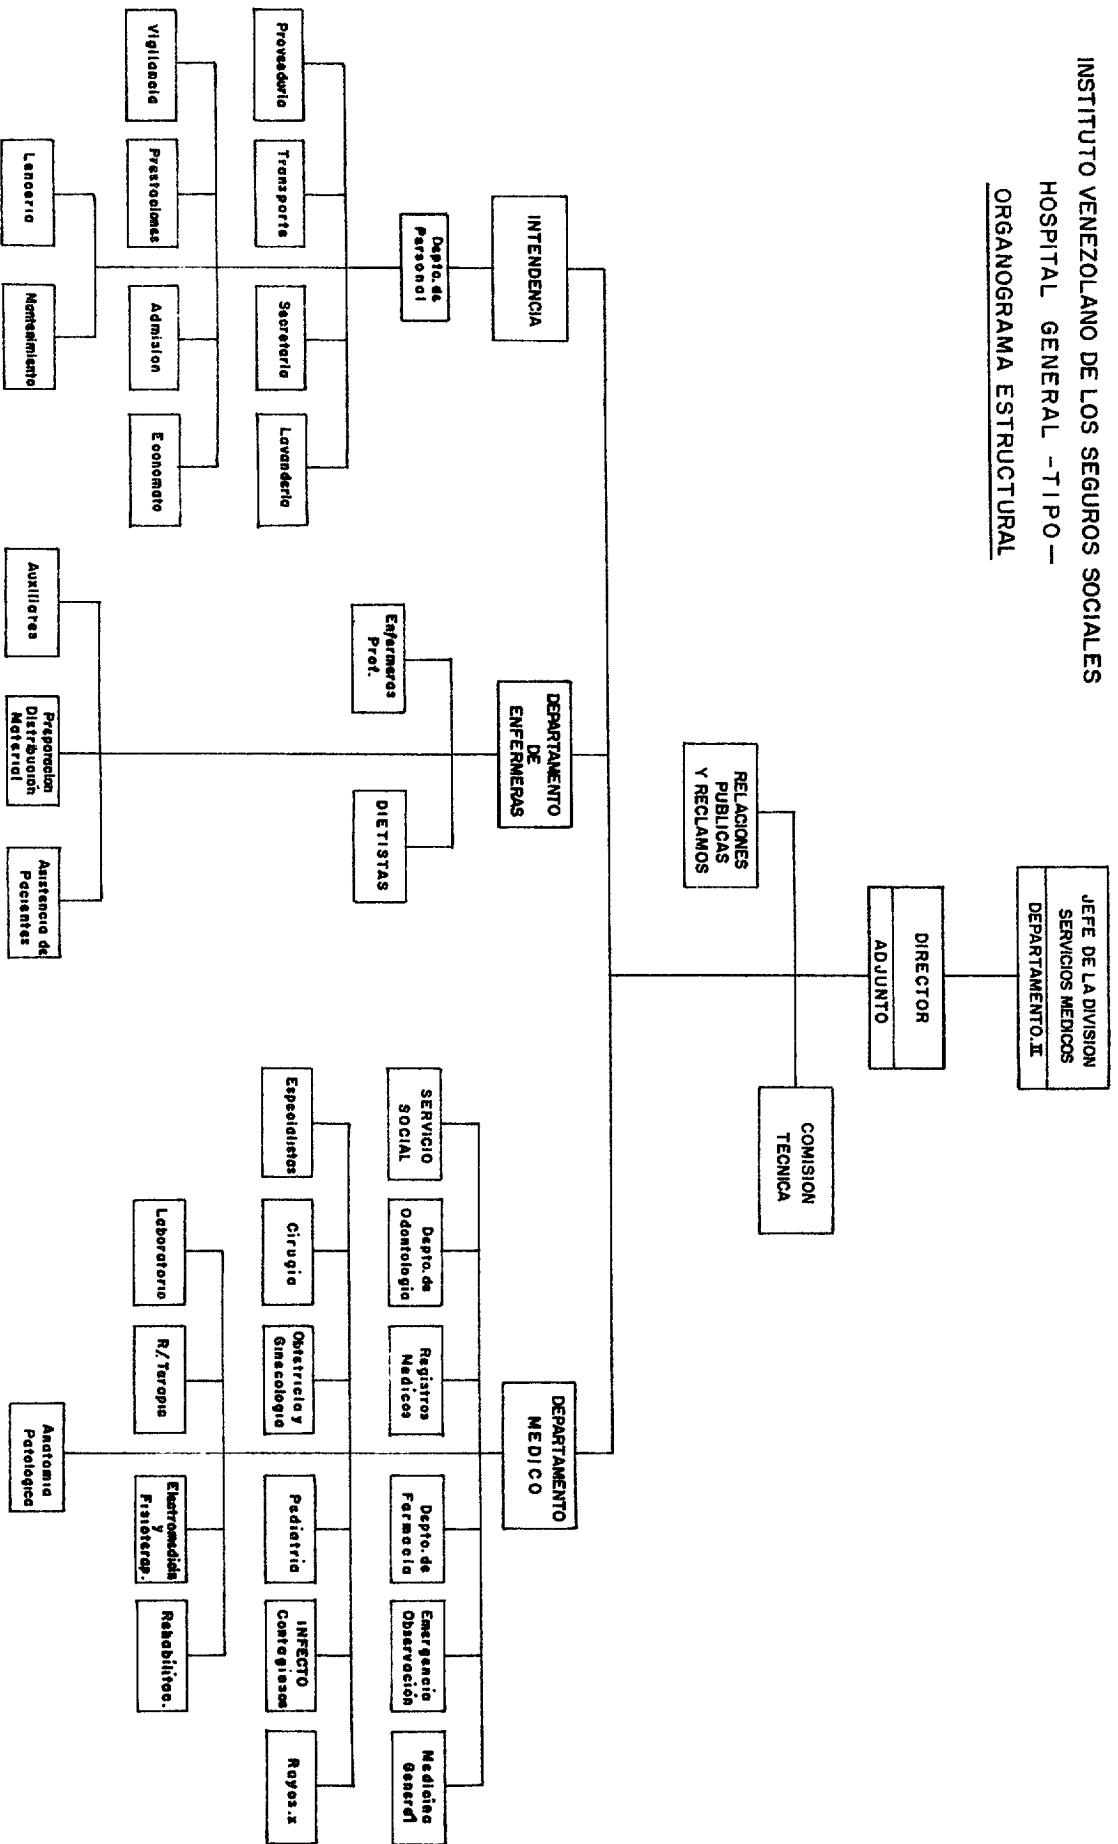 INSTITUTO VENEZOLANO DE LOS SEGUROS SOCIALES
HOSPITAL GENERAL -TIPO-
ORGANOGRAMA ESTRUCTURAL
JEFE DE LA DIVISION
SERVICIOS MEDICOS
DEPARTAMENTO. II
DIRECTOR
ADJUNTO
COMISION
TECNICA
RELACIONES
PUBLICAS
Y RECLAMOS
INTENDENCIA
DEPARTAMENTO
DE
ENFERMERAS
DEPARTAMENTO
MEDICO
Depto. de
Personal
Proveeduria
Transporte
Secretaria
Lavanderia
Vigilancia
Prestaciones
Admision
Economato
Lenceria
Mantenimiento
Enfermeras
Prof.
DIETISTAS
Auxiliares
Preparacion
Distribución
Material
Asistencia de
Pacientes
SERVICIO
SOCIAL
Depto. de
Odontologia
Registros
Medicos
Depto. de
Farmacia
Emergencia
Observación
Medicina
General
Especialistas
Cirugia
Obtetricia y
Ginecologia
Pediatria
INFECTO
Contagiosos
Rayos. x
Laboratorio
R/. Terapia
Electromedicis
y
Fisioterap.
Rehabilitac.
Anatomia
Patologica